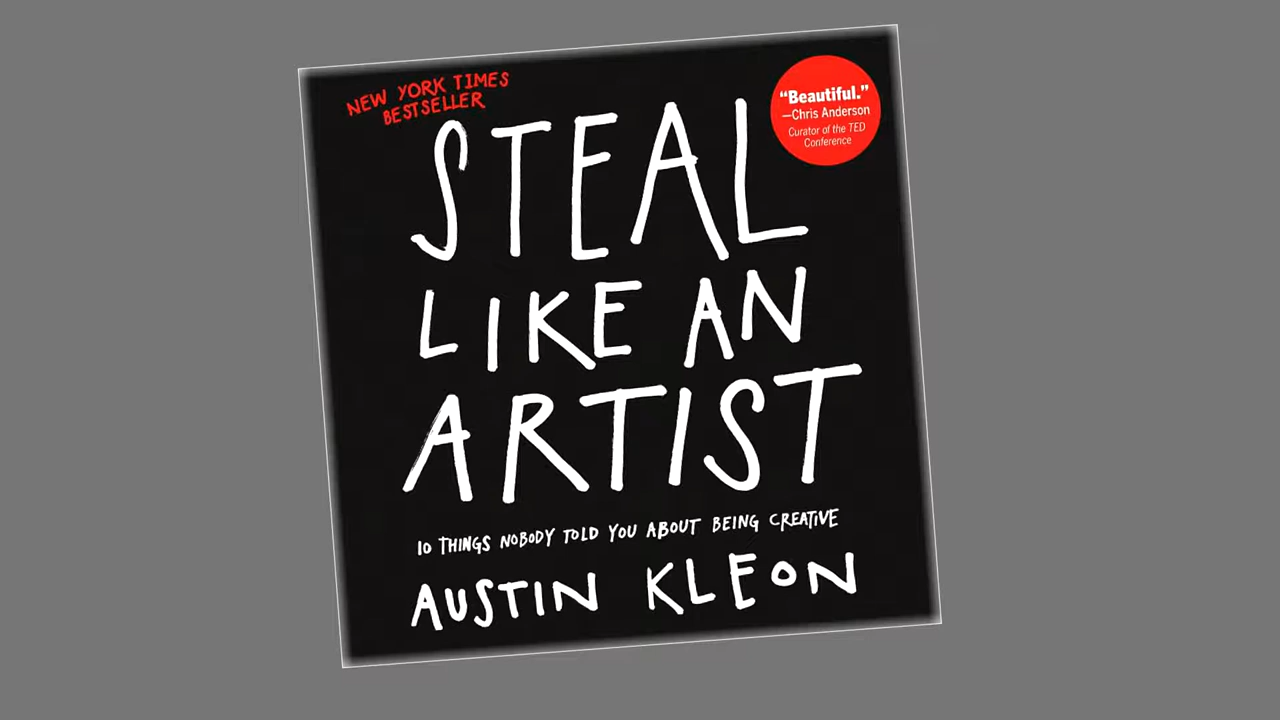 NEW YORK TIMES
BESTSELLER
"Beautiful."
—Chris Anderson
Curator of the TED
Conference
STEAL
LIKE AN
ARTIST
10 THINGS NOBODY TOLD YOU ABOUT BEING CREATIVE
AUSTIN KLEON